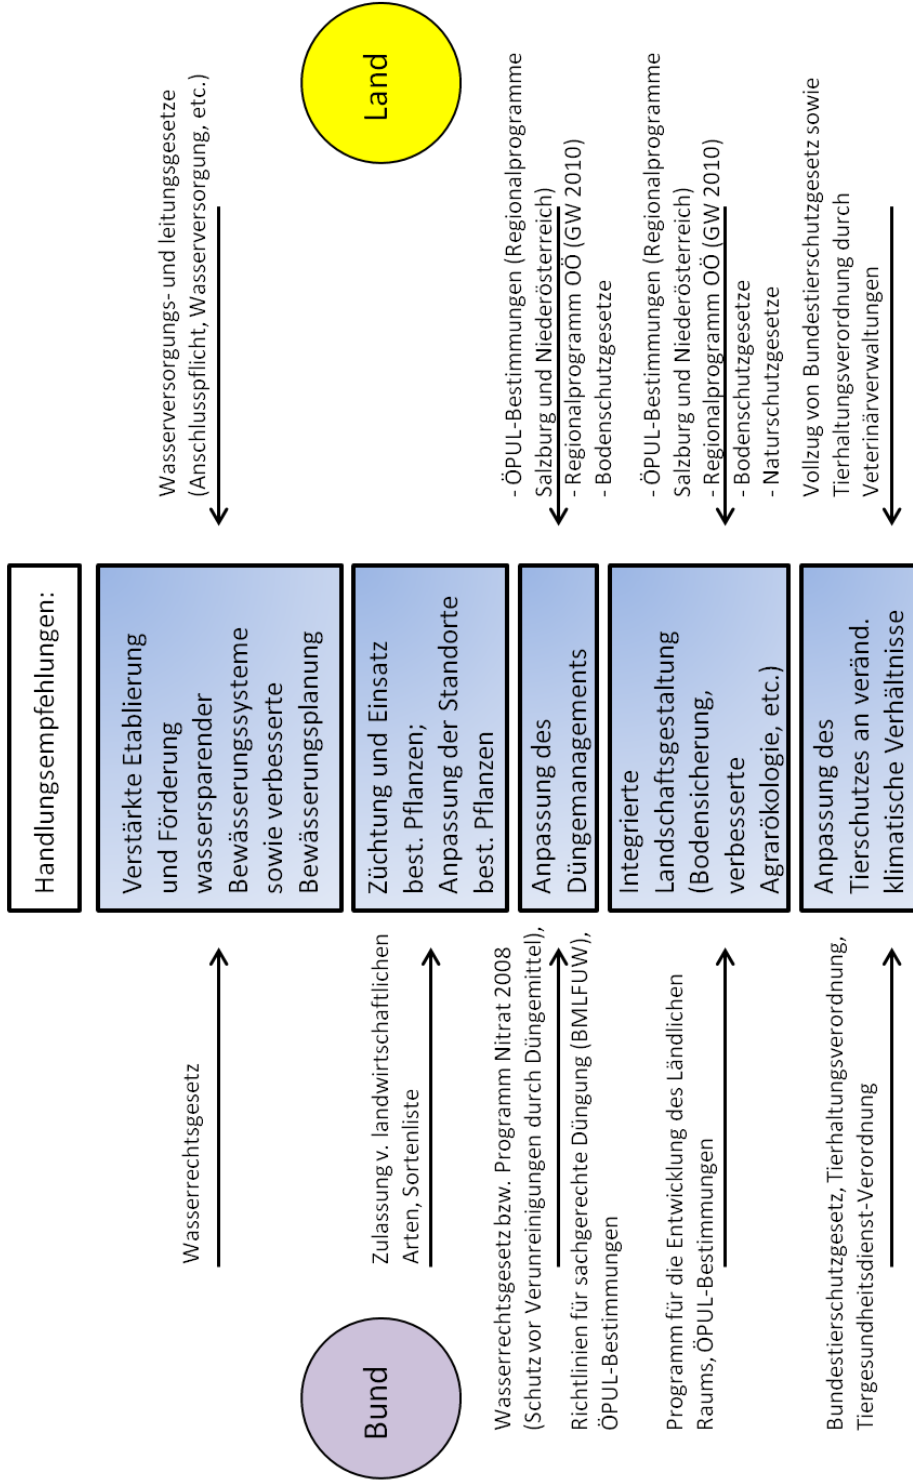 Handlungsempfehlungen:
Bund
Land
Wasserrechtsgesetz
Verstärkte Etablierung
und Förderung
wassersparender
Bewässerungssysteme
sowie verbesserte
Bewässerungsplanung
Wasserversorgungs- und leitungsgesetze
(Anschlusspflicht, Wasserversorgung, etc.)
Zulassung v. landwirtschaftlichen
Arten, Sortenliste
Züchtung und Einsatz
best. Pflanzen;
Anpassung der Standorte
best. Pflanzen
Wasserrechtsgesetz bzw. Programm Nitrat 2008
(Schutz vor Verunreinigungen durch Düngemittel),
Richtlinien für sachgerechte Düngung (BMLFUW),
ÖPUL-Bestimmungen
Anpassung des
Düngemanagements
- ÖPUL-Bestimmungen (Regionalprogramme
Salzburg und Niederösterreich)
- Regionalprogramm OÖ (GW 2010)
- Bodenschutzgesetze
Programm für die Entwicklung des Ländlichen
Raums, ÖPUL-Bestimmungen
Integrierte
Landschaftsgestaltung
(Bodensicherung,
verbesserte
Agrarökologie, etc.)
- ÖPUL-Bestimmungen (Regionalprogramme
Salzburg und Niederösterreich)
- Regionalprogramm OÖ (GW 2010)
- Bodenschutzgesetze
- Naturschutzgesetze
Bundestierschutzgesetz, Tierhaltungsverordnung,
Tiergesundheitsdienst-Verordnung
Anpassung des
Tierschutzes an veränd.
klimatische Verhältnisse
Vollzug von Bundestierschutzgesetz sowie
Tierhaltungsverordnung durch
Veterinärverwaltungen